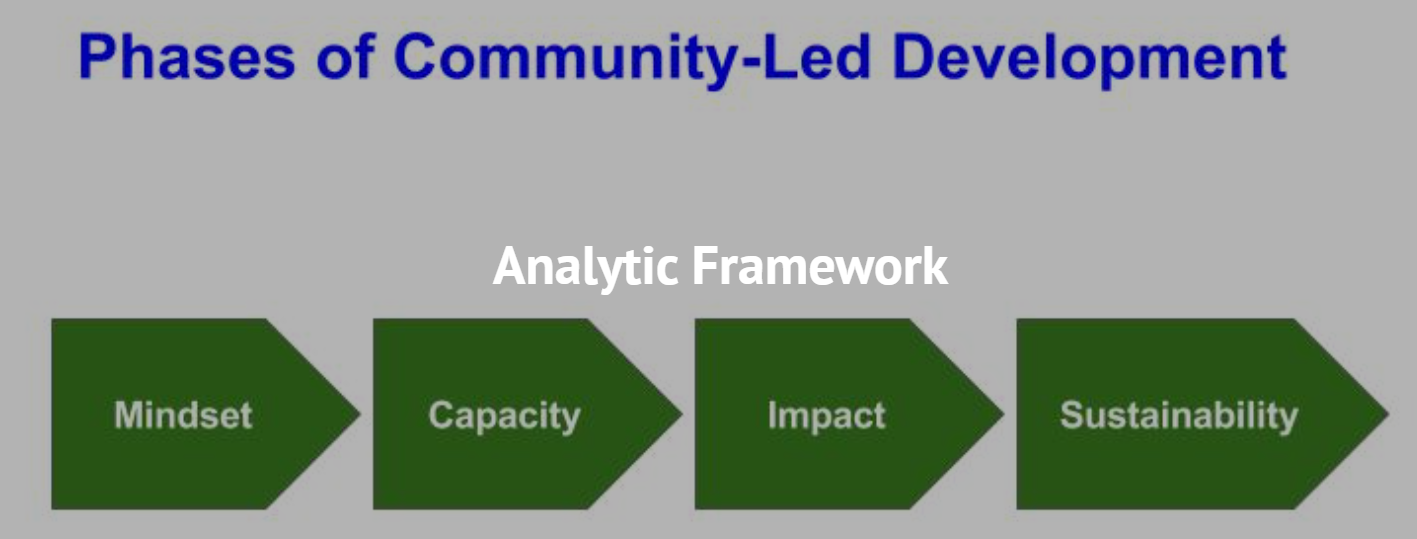 Phases of Community-Led Development
Analytic Framework
Mindset
Capacity
Impact
Sustainability